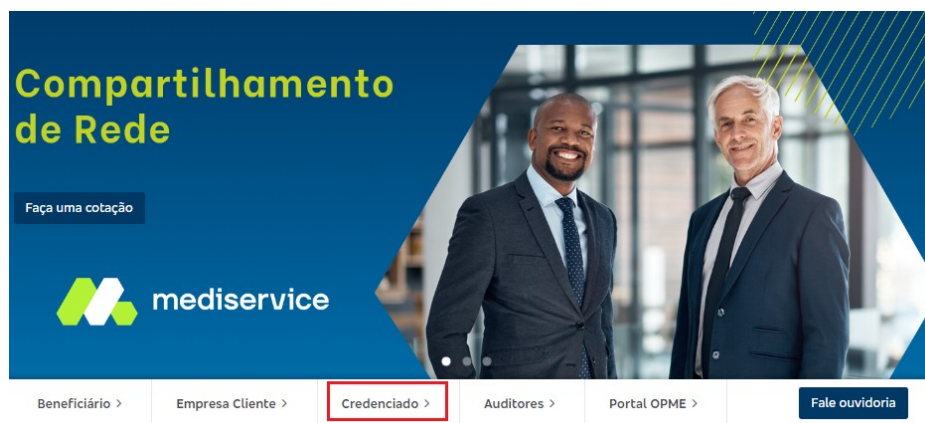 Compartilhamento
de Rede
Faça uma cotação
mediservice
Beneficiário >
Empresa Cliente >
Credenciado >
Auditores >
Portal OPME >
Fale ouvidoria